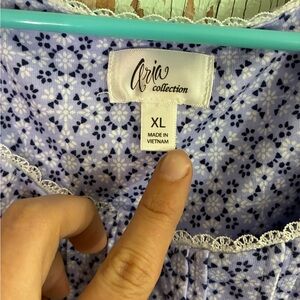 Aria
collection
XL
MADE IN
VIETNAM